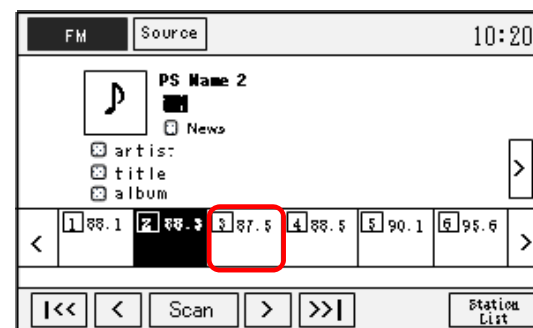 FM Source 10:20
PS Name 2
News
artist
title
album
< 1 88.1 2 88.3 3 87.5 4 88.5 5 90.1 6 95.6 >
|<< < Scan > >>| Station
List